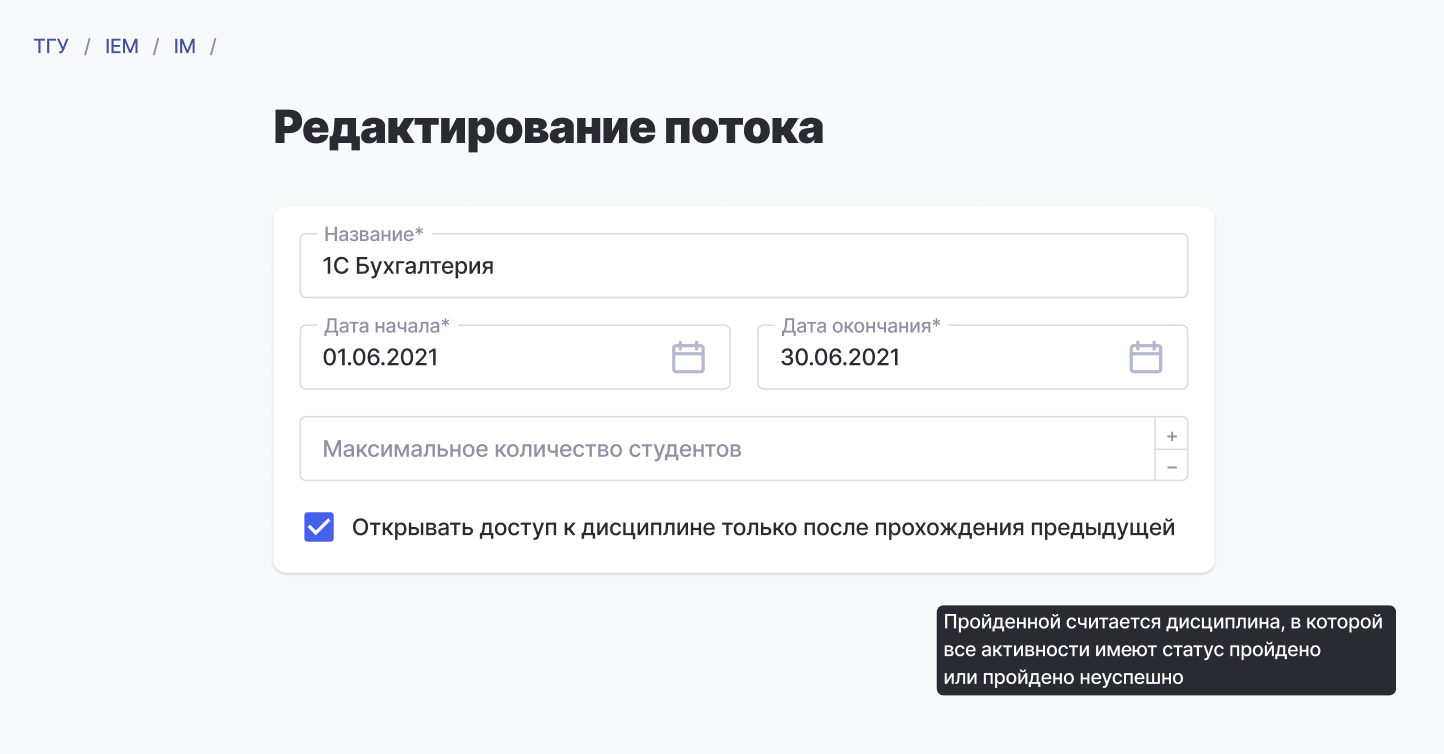 ТГУ / IEM / IM /
Редактирование потока
Название*
1С Бухгалтерия
Дата начала* Дата окончания*
01.06.2021 30.06.2021
Максимальное количество студентов + −
Открывать доступ к дисциплине только после прохождения предыдущей
Пройденной считается дисциплина, в которой
все активности имеют статус пройдено
или пройдено неуспешно